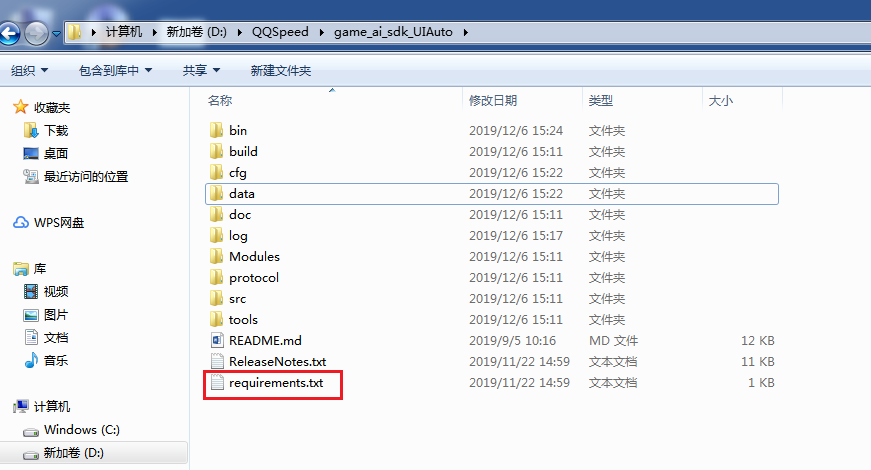 计算机 新加卷 (D:) QQSpeed game_ai_sdk_UIAuto
组织 包含到库中 共享 新建文件夹
收藏夹
下载
桌面
最近访问的位置
WPS网盘
库
视频
图片
文档
音乐
计算机
Windows (C:)
新加卷 (D:)
名称 修改日期 类型 大小
bin 2019/12/6 15:24 文件夹
build 2019/12/6 15:11 文件夹
cfg 2019/12/6 15:22 文件夹
data 2019/12/6 15:22 文件夹
doc 2019/12/6 15:11 文件夹
log 2019/12/6 15:17 文件夹
Modules 2019/12/6 15:11 文件夹
protocol 2019/12/6 15:11 文件夹
src 2019/12/6 15:11 文件夹
tools 2019/12/6 15:11 文件夹
README.md 2019/9/5 10:16 MD 文件 12 KB
ReleaseNotes.txt 2019/11/22 14:59 文本文档 11 KB
requirements.txt 2019/11/22 14:59 文本文档 1 KB